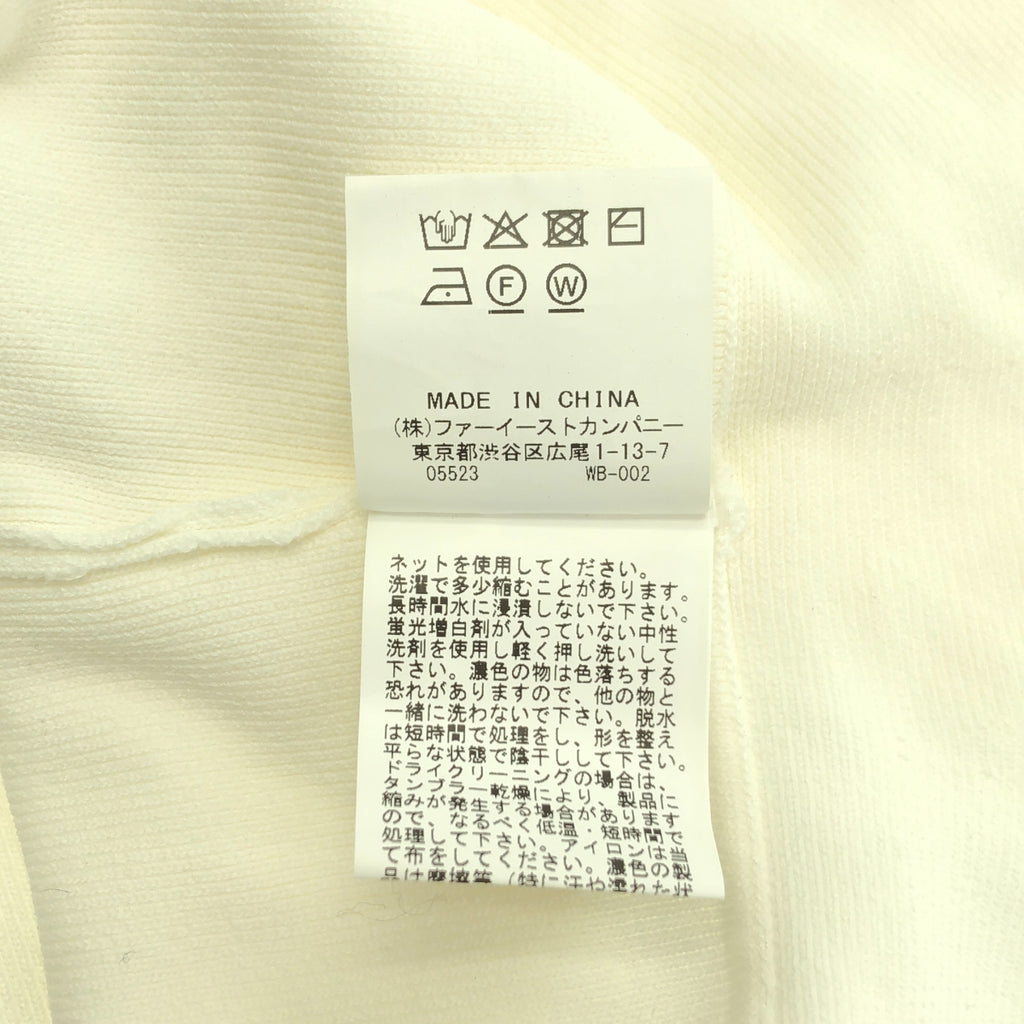 F W
MADE IN CHINA
(株)ファーイーストカンパニー
東京都渋谷区広尾1-13-7
05523 WB-002
ネットを使用してください。
洗濯で多少縮むことがあります。
長時間水に浸漬しないで下さい。
蛍光増白剤が入っていない中性
洗剤を使用し軽く押し洗いして
下さい。濃色の物は色落ちする
恐れがありますので、他の物と
一緒に洗わないで下さい。脱水
は短時間で処理をし、形を整え
平らな状態で陰干しして下さい。
ドライクリーニングの場合は、
タンブラー乾燥により、製品に
縮みが発生する場合があります
ので、なるべく低温・短時間で
処理して下さい。アイロンは当
て布をしてください。濃色の製